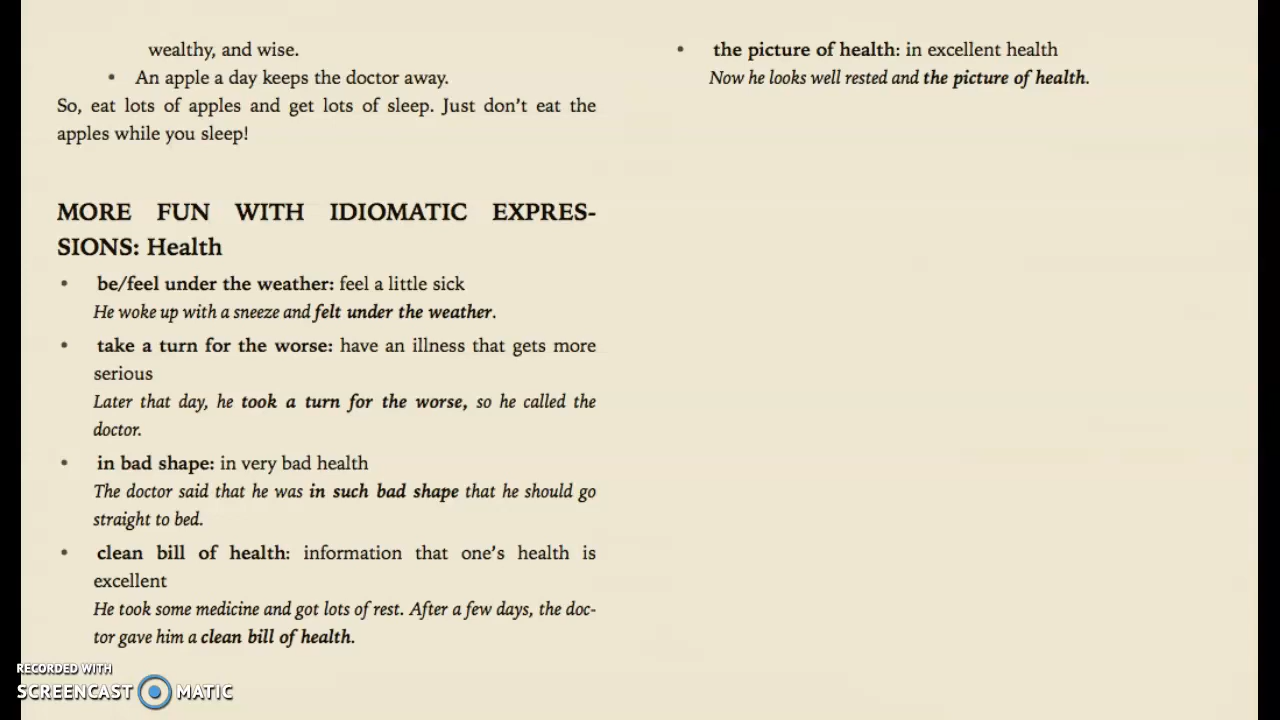 wealthy, and wise.
• An apple a day keeps the doctor away.
So, eat lots of apples and get lots of sleep. Just don't eat the
apples while you sleep!
MORE FUN WITH IDIOMATIC EXPRES-
SIONS: Health
• be/feel under the weather: feel a little sick
He woke up with a sneeze and felt under the weather.
• take a turn for the worse: have an illness that gets more
serious
Later that day, he took a turn for the worse, so he called the
doctor.
• in bad shape: in very bad health
The doctor said that he was in such bad shape that he should go
straight to bed.
• clean bill of health: information that one's health is
excellent
He took some medicine and got lots of rest. After a few days, the doc-
tor gave him a clean bill of health.
• the picture of health: in excellent health
Now he looks well rested and the picture of health.
RECORDED WITH
SCREENCAST MATIC